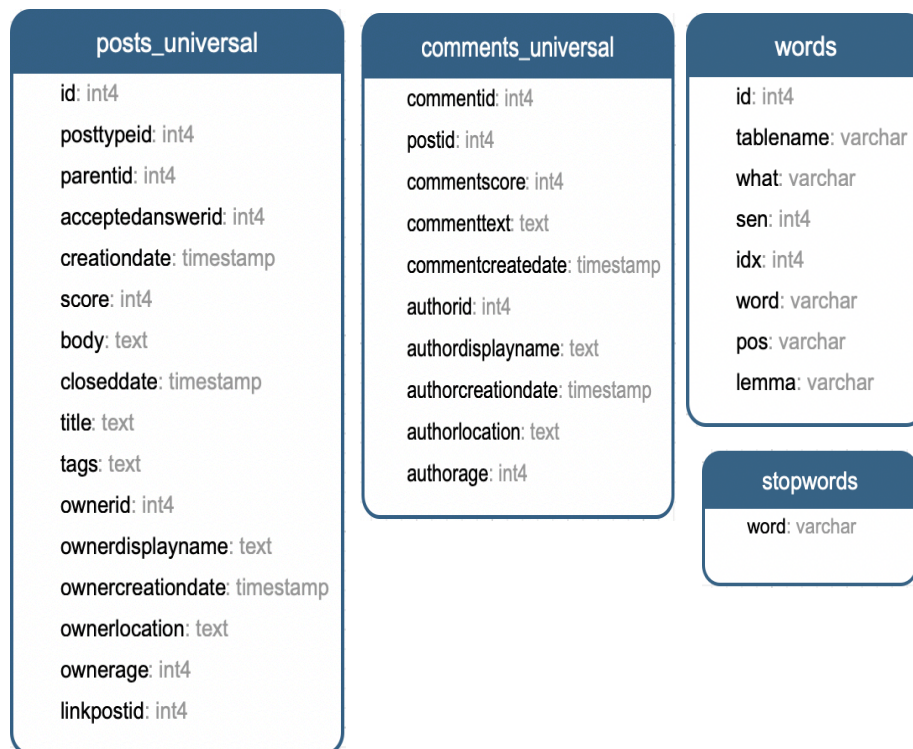 posts_universal
id: int4
posttypeid: int4
parentid: int4
acceptedanswerid: int4
creationdate: timestamp
score: int4
body: text
closeddate: timestamp
title: text
tags: text
ownerid: int4
ownerdisplayname: text
ownercreationdate: timestamp
ownerlocation: text
ownerage: int4
linkpostid: int4
comments_universal
commentid: int4
postid: int4
commentscore: int4
commenttext: text
commentcreatedate: timestamp
authorid: int4
authordisplayname: text
authorcreationdate: timestamp
authorlocation: text
authorage: int4
words
id: int4
tablename: varchar
what: varchar
sen: int4
idx: int4
word: varchar
pos: varchar
lemma: varchar
stopwords
word: varchar